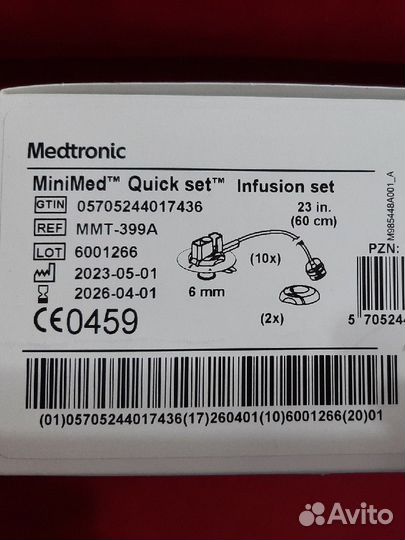 Medtronic
MiniMed™ Quick set™ Infusion set
GTIN 05705244017436
23 in.
(60 cm)
REF MMT-399A
LOT 6001266
(10x)
PZN:
2023-05-01
2026-04-01
6 mm
(2x)
CE0459
5 705244
(01)05705244017436(17)260401(10)6001266(20)01
M985448A001_A
Avito